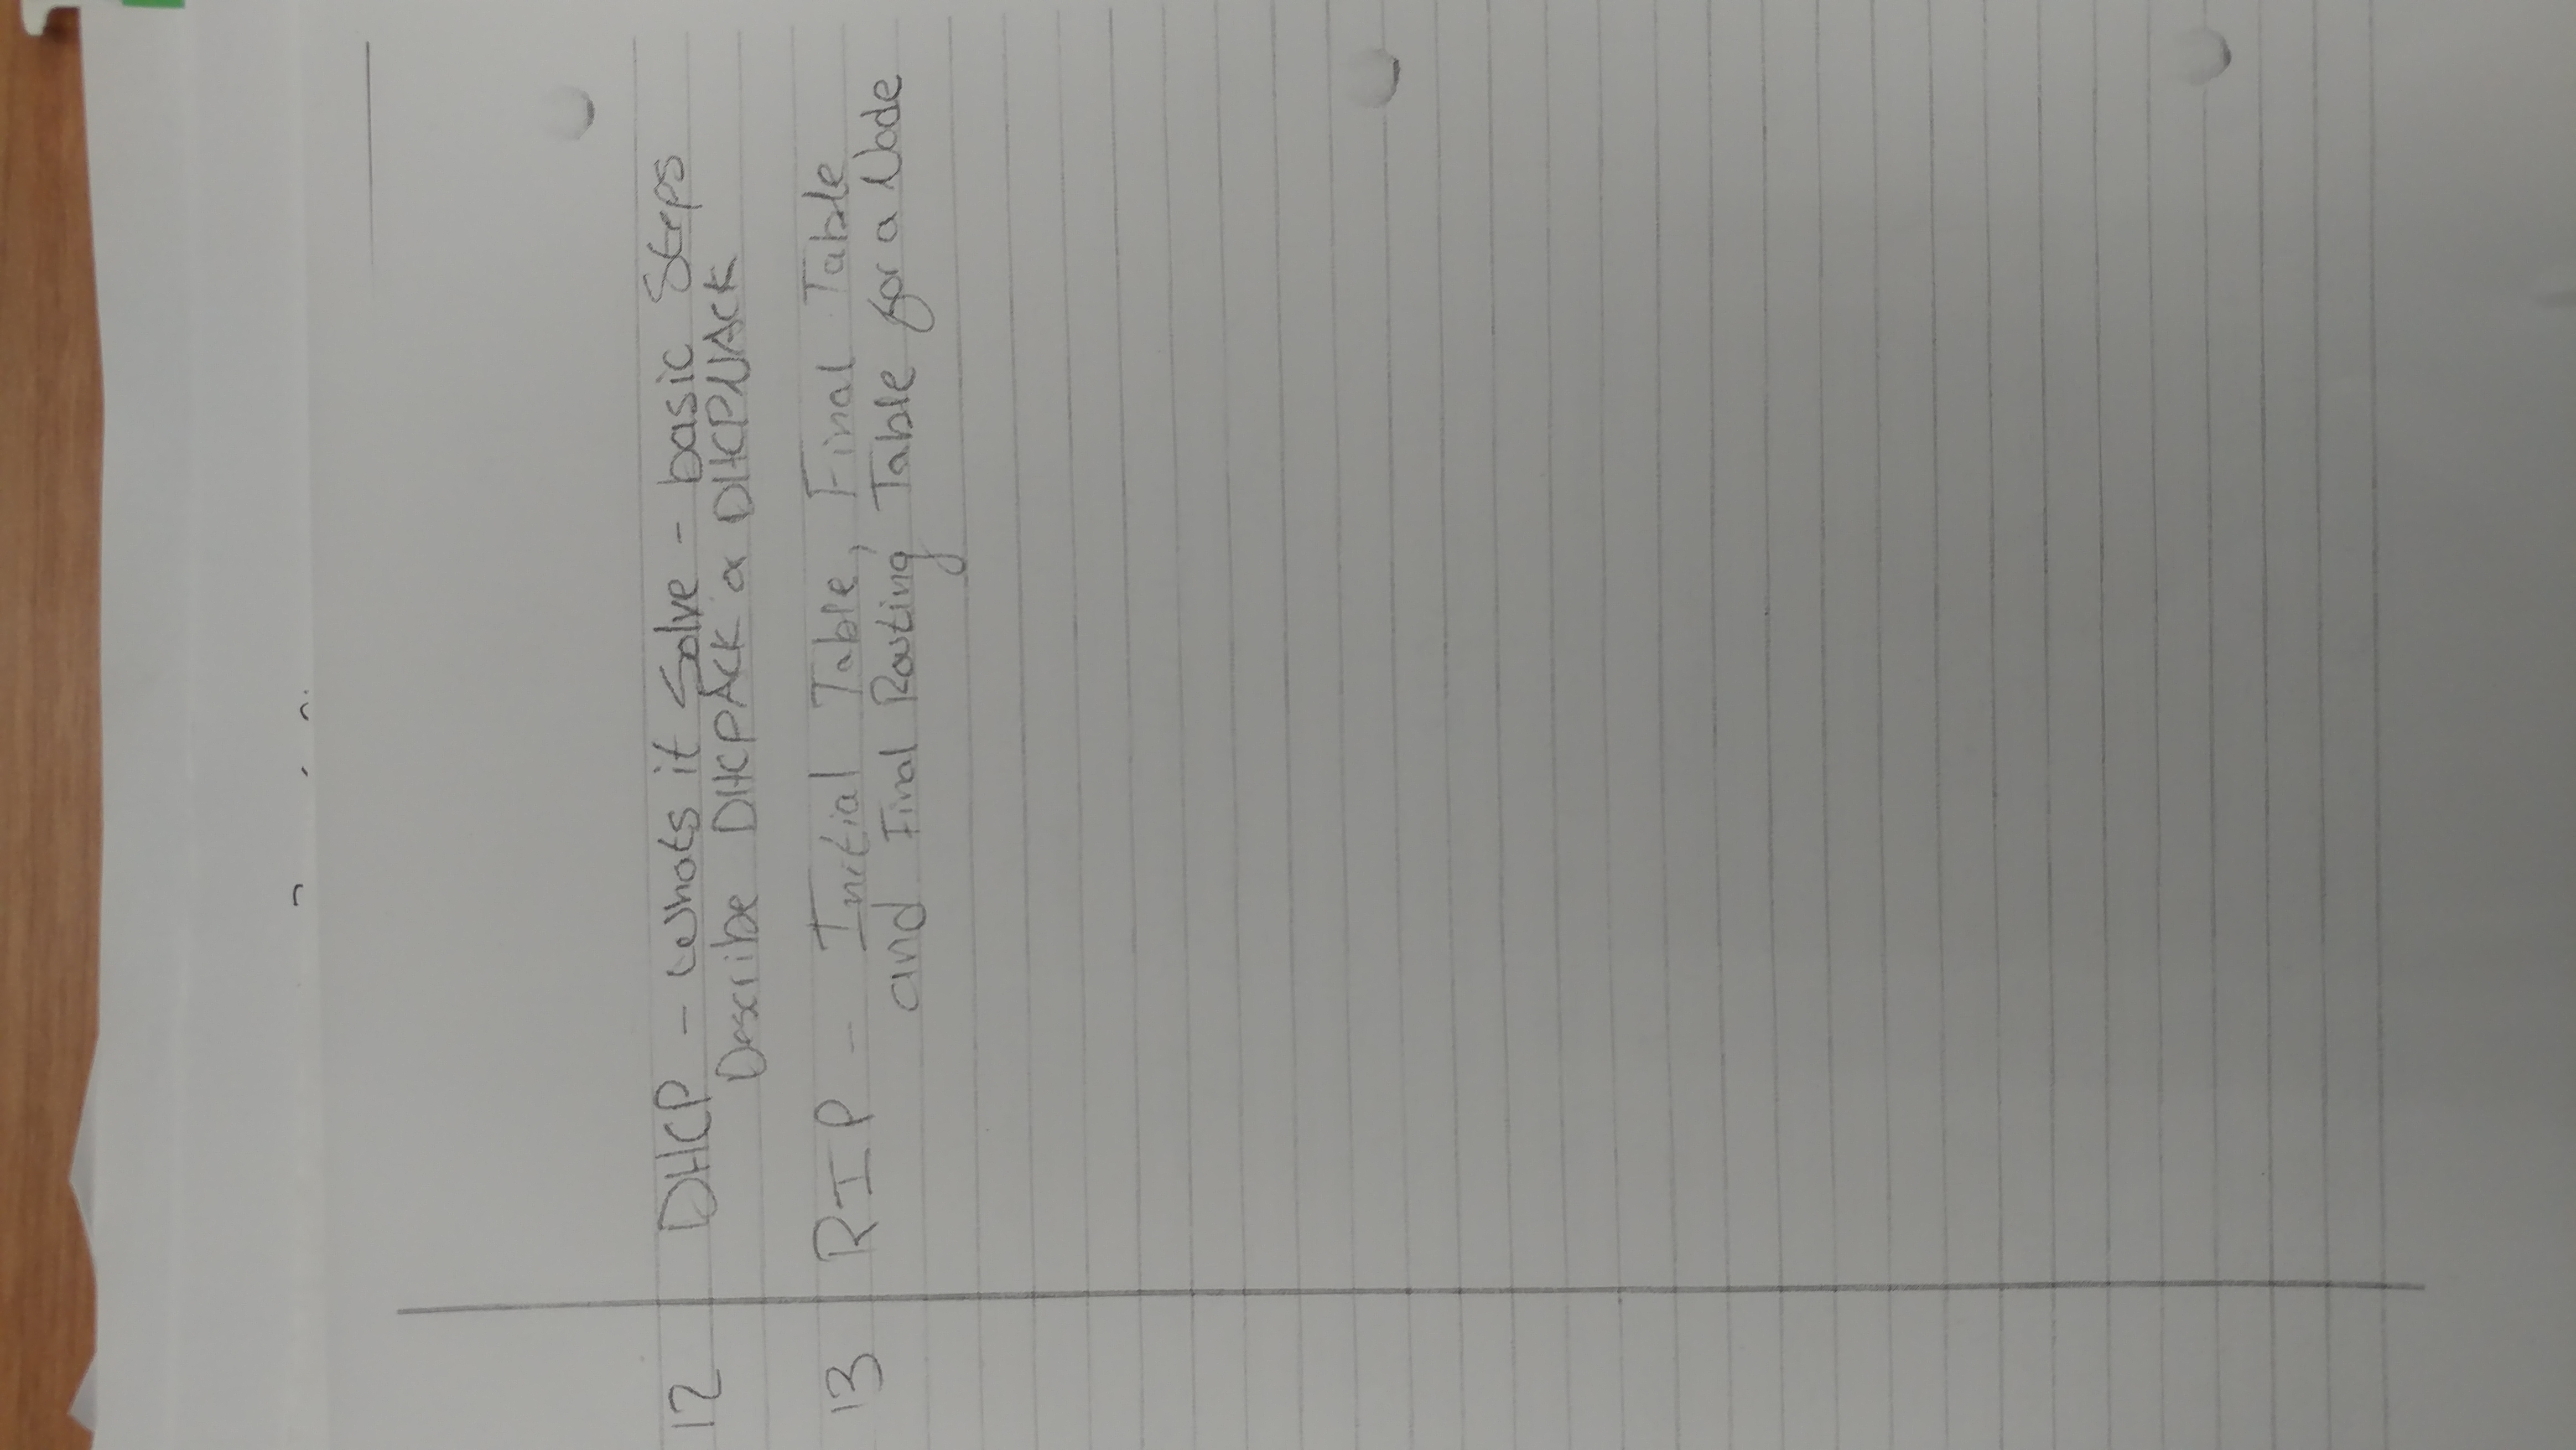 12 DHCP - Whats it Solve - basic Steps
Describe DHCPACK & DHCPNACK
13 RIP - Initial Table, Final Table
and Final Routing Table for a Node